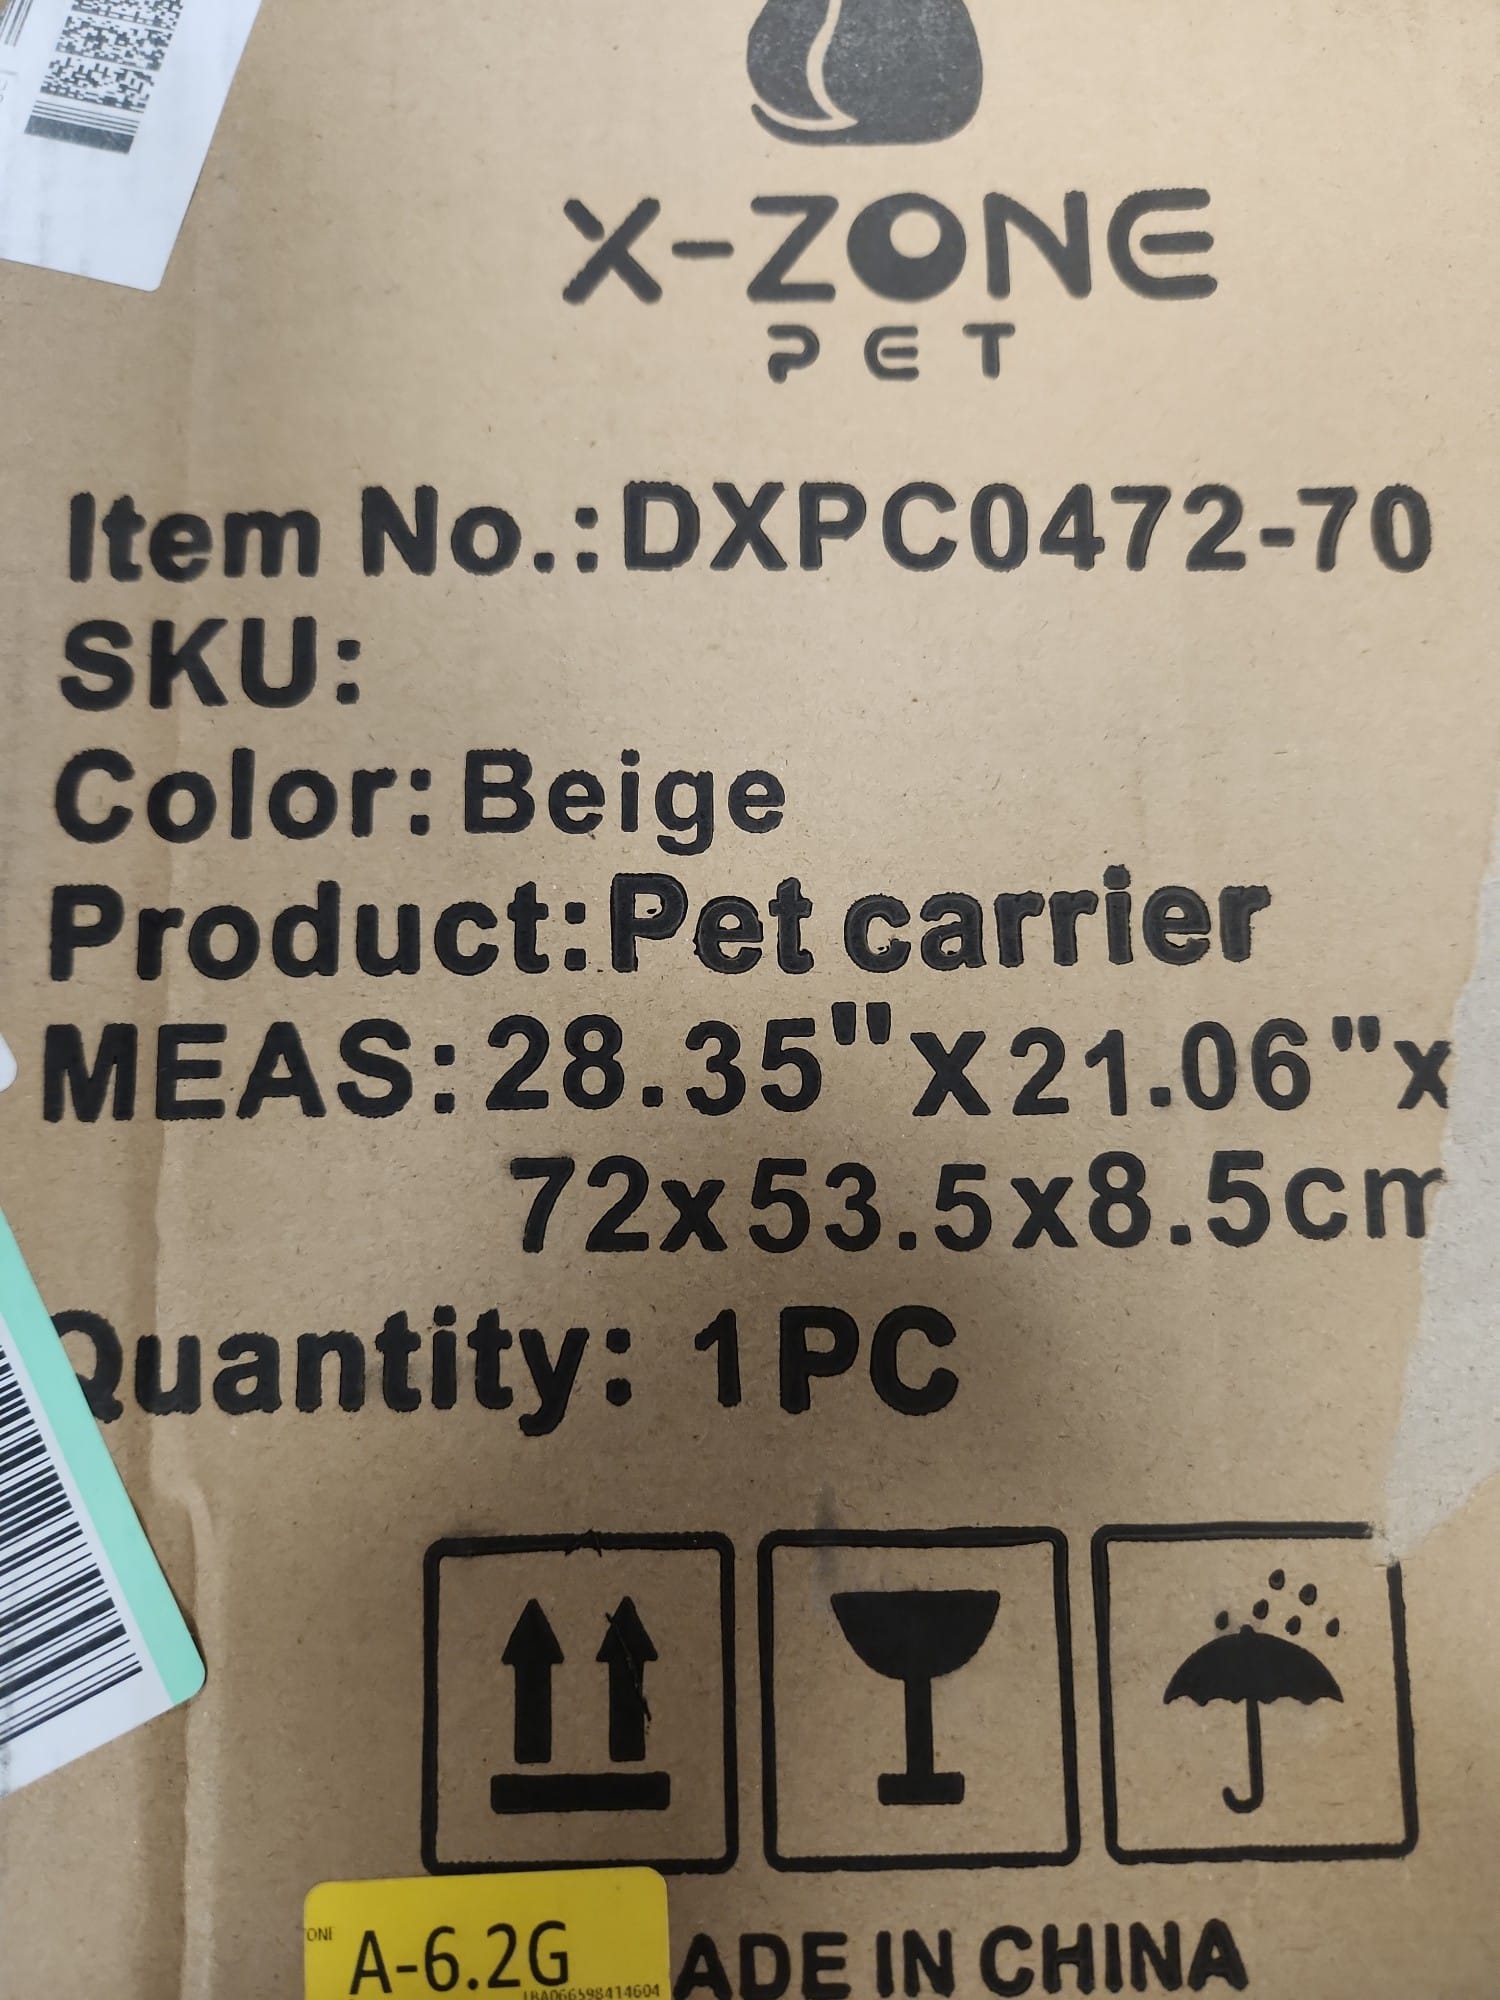 X-ZONE
PET
Item No.:DXPC0472-70
SKU:
Color:Beige
Product:Pet carrier
MEAS:28.35"x21.06"x
72x53.5x8.5cm
Quantity: 1PC
A-6.2G
ADE IN CHINA